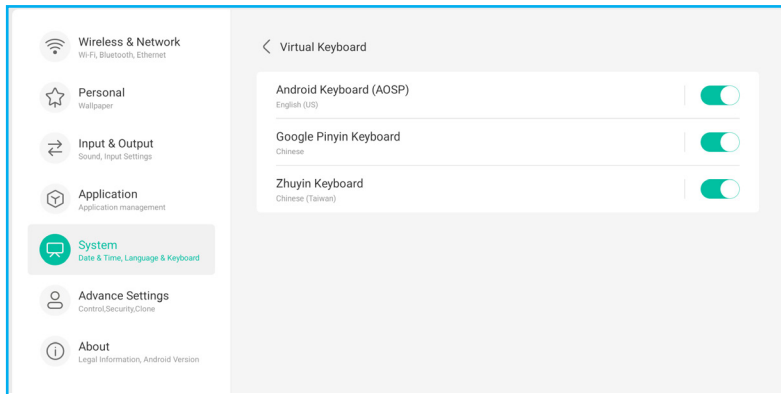 Wireless & Network
Wi-Fi, Bluetooth, Ethernet
Personal
Wallpaper
Input & Output
Sound, Input Settings
Application
Application management
System
Date & Time, Language & Keyboard
Advance Settings
Control,Security,Clone
About
Legal Information, Android Version
Virtual Keyboard
Android Keyboard (AOSP)
English (US)
Google Pinyin Keyboard
Chinese
Zhuyin Keyboard
Chinese (Taiwan)